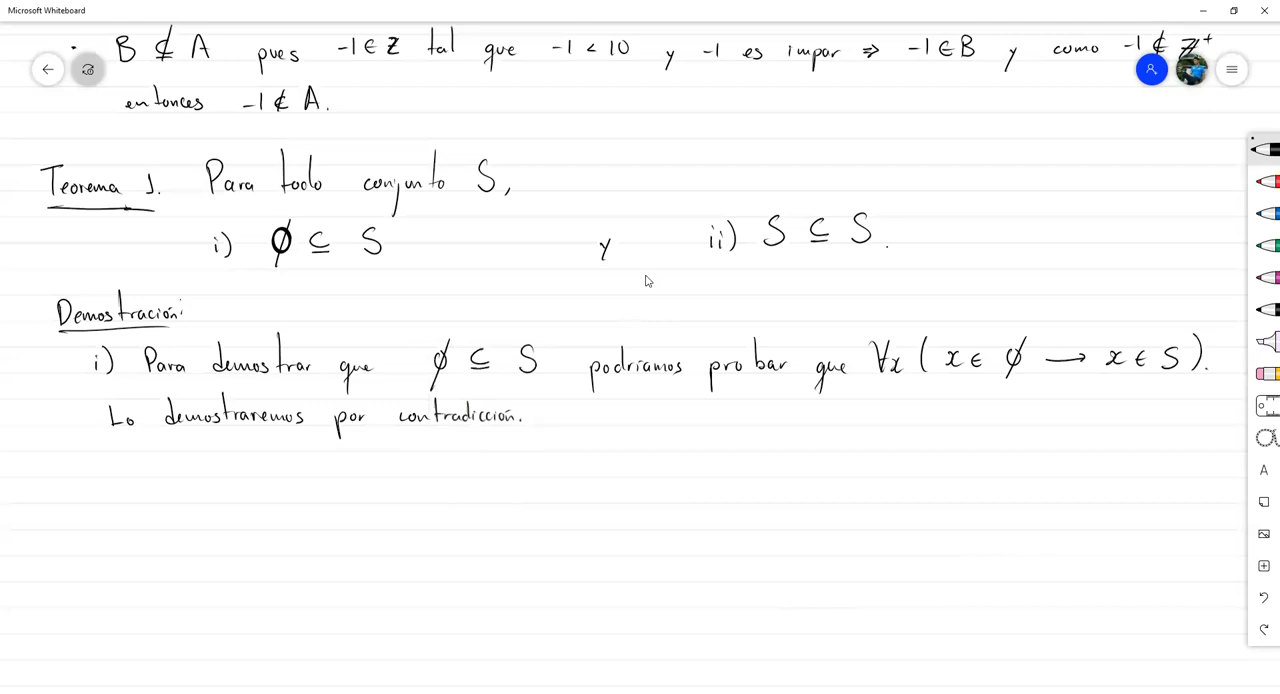 Microsoft Whiteboard
· B ⊄ A pues -1 ∈ Z tal que -1 < 10 y -1 es impar ⇒ -1 ∈ B y como -1 ∉ Z⁺
entonces -1 ∉ A.
Teorema 1. Para todo conjunto S,
i) ∅ ⊆ S y ii) S ⊆ S.
Demostración:
i) Para demostrar que ∅ ⊆ S podríamos probar que ∀x ( x ∈ ∅ ⟶ x ∈ S ).
Lo demostraremos por contradicción.
A